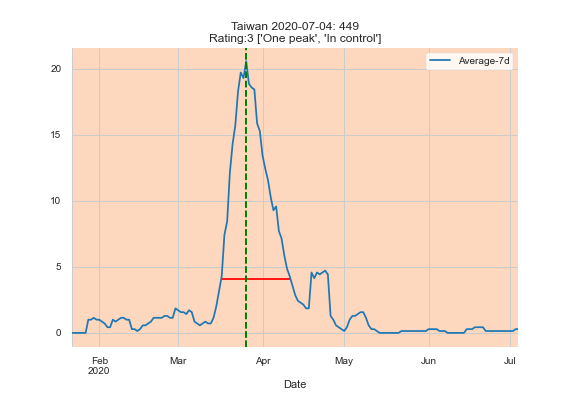 Taiwan 2020-07-04: 449
Rating:3 ['One peak', 'In control']
Average-7d
20
15
10
5
0
Feb
2020
Mar
Apr
May
Jun
Jul
Date